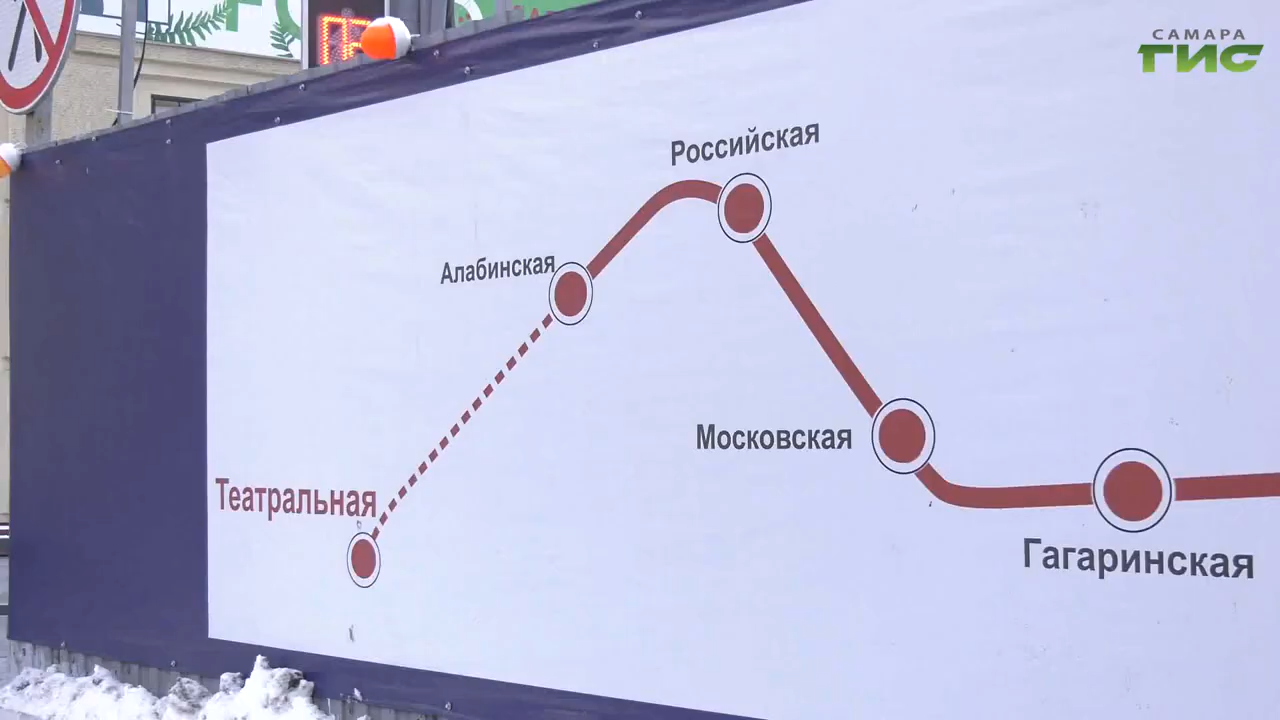 САМАРА
ГИС
Российская
Алабинская
Московская
Театральная
Гагаринская